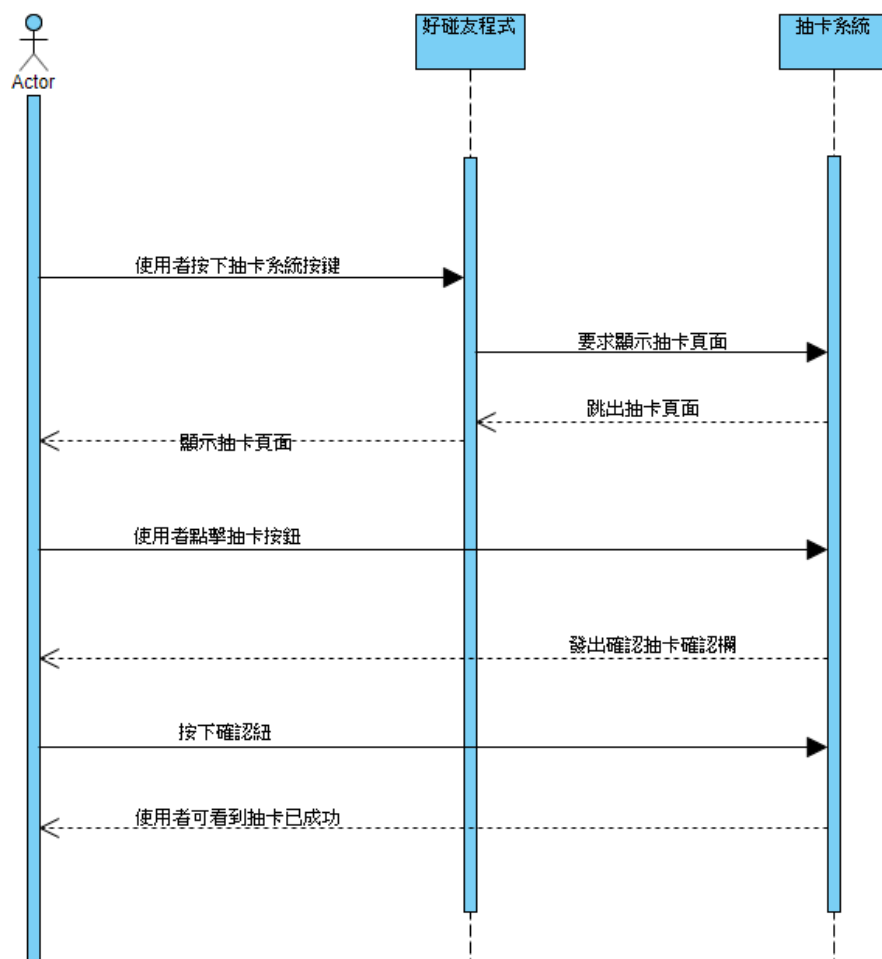 好碰友程式
抽卡系統
Actor
使用者按下抽卡系統按鍵
要求顯示抽卡頁面
跳出抽卡頁面
顯示抽卡頁面
使用者點擊抽卡按鈕
發出確認抽卡確認欄
按下確認紐
使用者可看到抽卡已成功